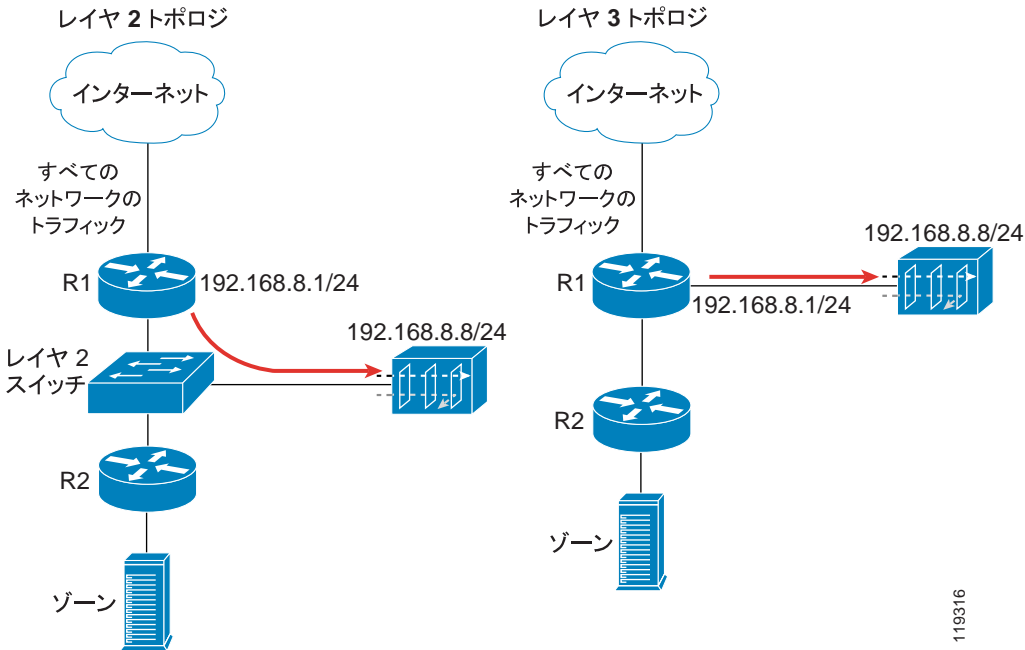 レイヤ 2 トポロジ
インターネット
すべての
ネットワークの
トラフィック
R1
192.168.8.1/24
192.168.8.8/24
レイヤ 2
スイッチ
R2
ゾーン
レイヤ 3 トポロジ
インターネット
すべての
ネットワークの
トラフィック
192.168.8.8/24
R1
192.168.8.1/24
R2
ゾーン
119316